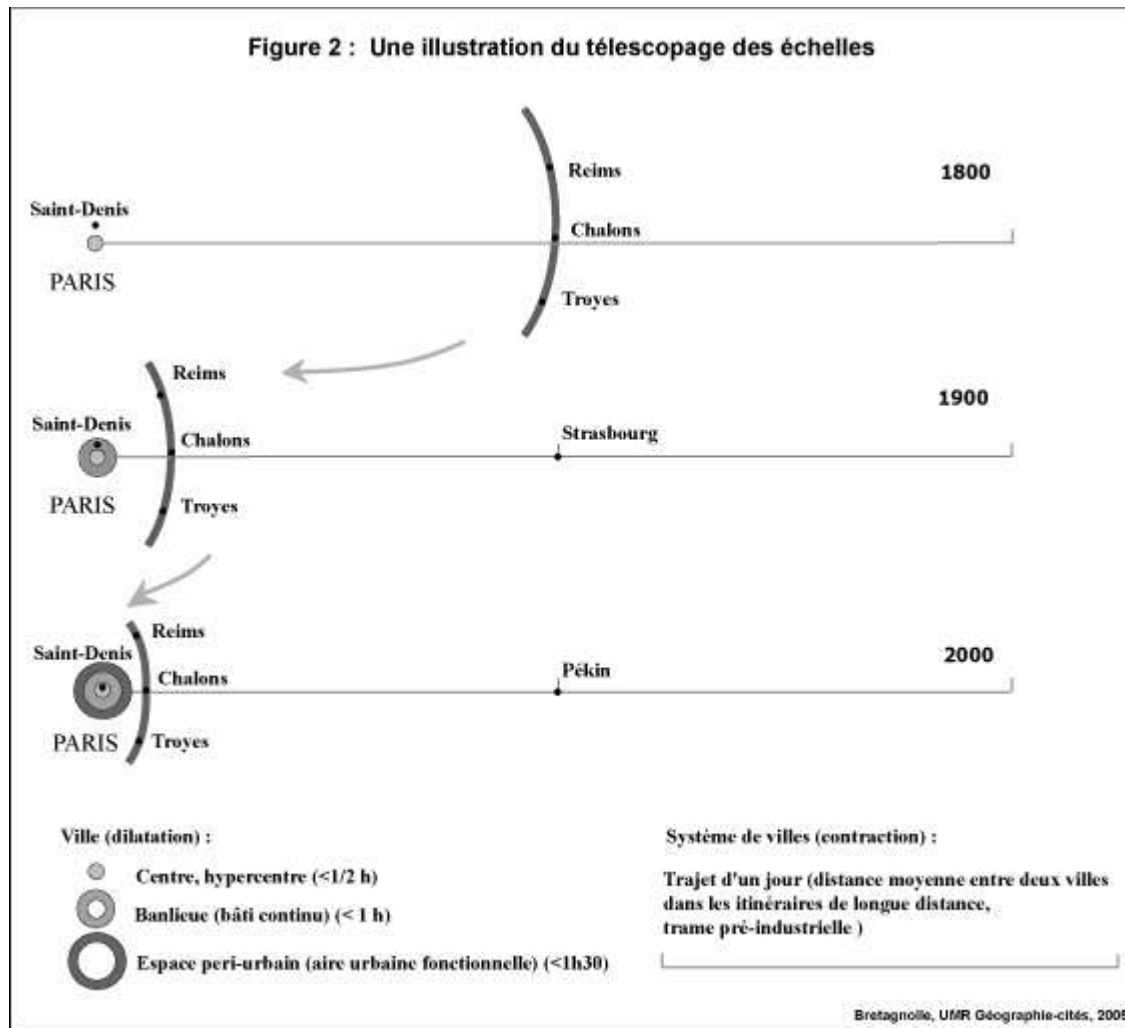 Figure 2 : Une illustration du télescopage des échelles
Reims
1800
Saint-Denis
Chalons
PARIS
Troyes
Reims
1900
Saint-Denis
Chalons
Strasbourg
PARIS
Troyes
Reims
Saint-Denis
2000
Chalons
Pékin
PARIS
Troyes
Ville (dilatation) :
Centre, hypercentre (<1/2 h)
Banlieue (bâti continu) (< 1 h)
Espace peri-urbain (aire urbaine fonctionnelle) (<1h30)
Système de villes (contraction) :
Trajet d'un jour (distance moyenne entre deux villes
dans les itinéraires de longue distance,
trame pré-industrielle )
Bretagnolle, UMR Géographie-cités, 2005